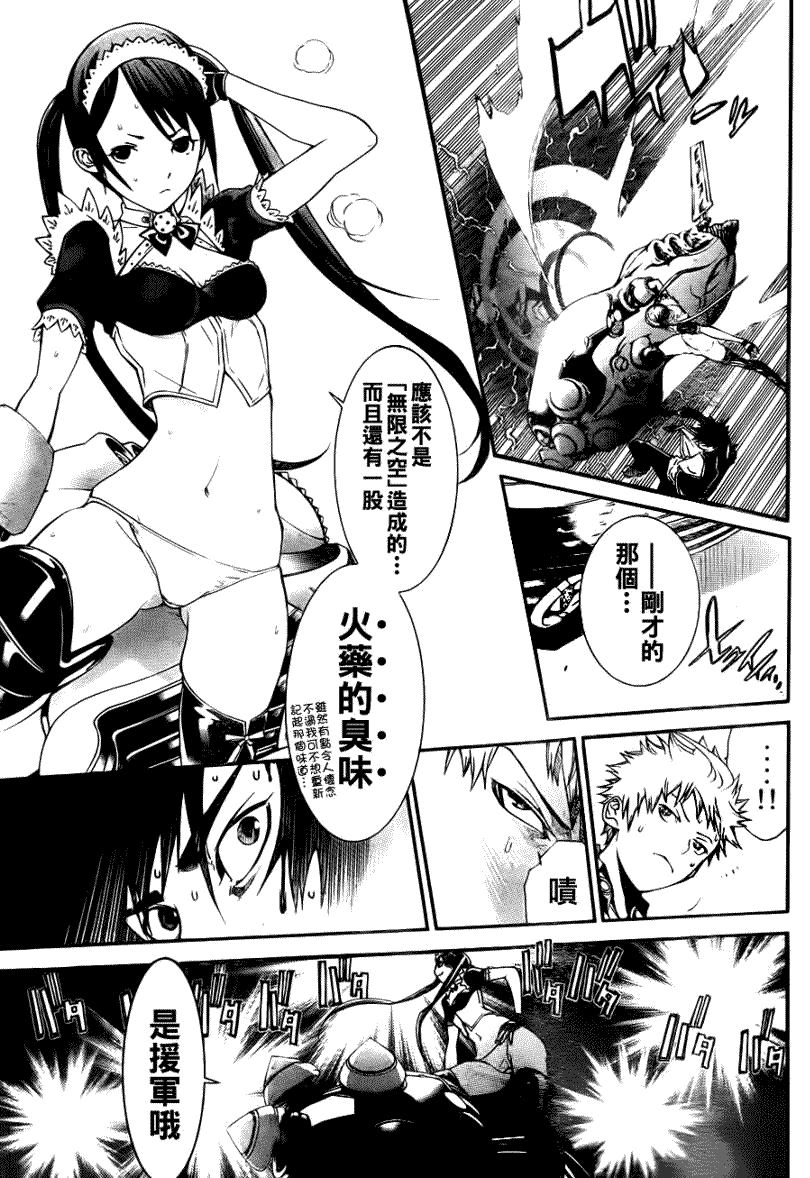 ——剛才的
那個…
應該不是
「無限之空」造成的…
而且還有一股
火藥的臭味
雖然有點令人懷念
不過我可不想重新
記起那個味道…
‥‥!!
嘖
是援軍哦